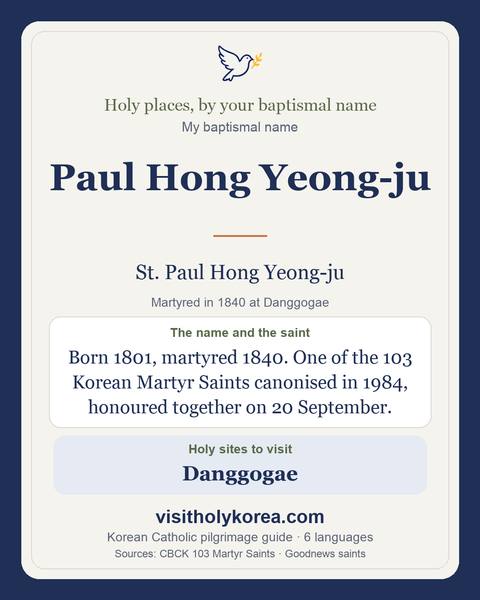 Holy places, by your baptismal name
My baptismal name
Paul Hong Yeong-ju
St. Paul Hong Yeong-ju
Martyred in 1840 at Danggogae
The name and the saint
Born 1801, martyred 1840. One of the 103
Korean Martyr Saints canonised in 1984,
honoured together on 20 September.
Holy sites to visit
Danggogae
visitholykorea.com
Korean Catholic pilgrimage guide · 6 languages
Sources: CBCK 103 Martyr Saints · Goodnews saints